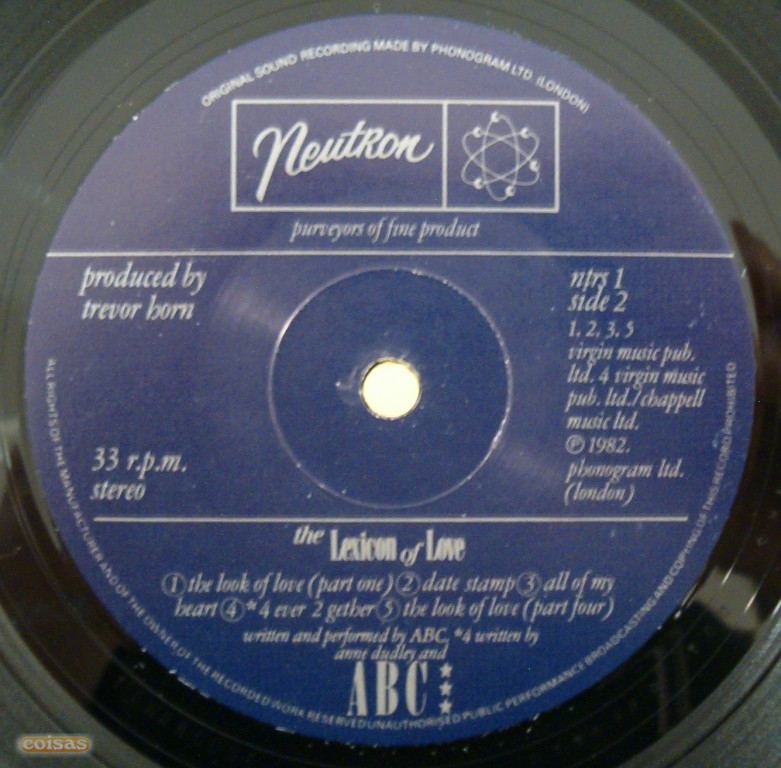 ORIGINAL SOUND RECORDING MADE BY PHONOGRAM LTD. (LONDON)
Neutron
purveyors of fine product
produced by
trevor horn
33 r.p.m.
stereo
ntrs 1
side 2
1. 2. 3. 5
virgin music pub.
ltd. 4 virgin music
pub. ltd./chappell
music ltd.
℗ 1982.
phonogram ltd.
(london)
the Lexicon of Love
① the look of love (part one) ② date stamp ③ all of my
heart ④ *4 ever 2 gether ⑤ the look of love (part four)
written and performed by ABC, *4 written by
anne dudley and
ABC
ALL RIGHTS OF THE MANUFACTURER AND OF THE OWNER OF THE RECORDED WORK RESERVED UNAUTHORISED PUBLIC PERFORMANCE BROADCASTING AND COPYING OF THIS RECORD PROHIBITED
coisas